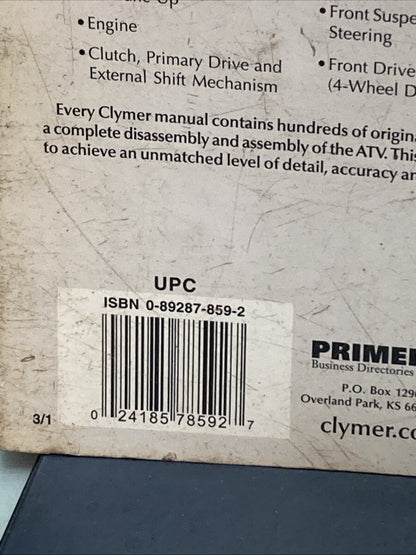 • Engine
• Clutch, Primary Drive and
External Shift Mechanism
• Front Suspe
Steering
• Front Drive
(4-Wheel D
Every Clymer manual contains hundreds of origin
a complete disassembly and assembly of the ATV. This
to achieve an unmatched level of detail, accuracy an
UPC
ISBN 0-89287-859-2
0 24185 78592 7
3/1
PRIMED
Business Directories
P.O. Box 129
Overland Park, KS 66
clymer.co